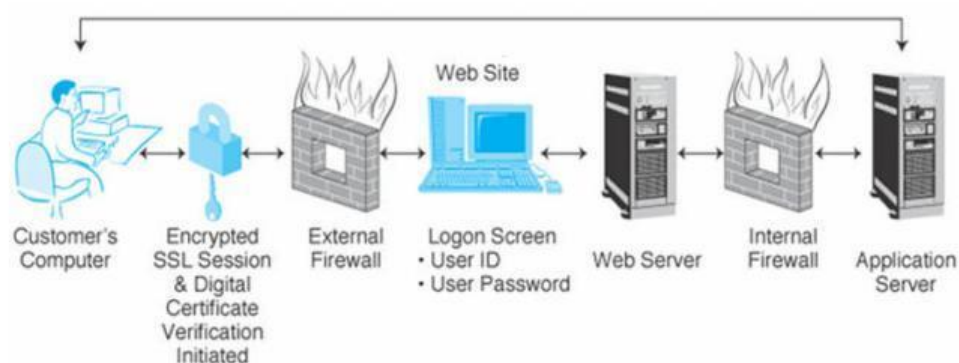 Web Site
Customer's
Computer
Encrypted
SSL Session
& Digital
Certificate
Verification
Initiated
External
Firewall
Logon Screen
• User ID
• User Password
Web Server
Internal
Firewall
Application
Server